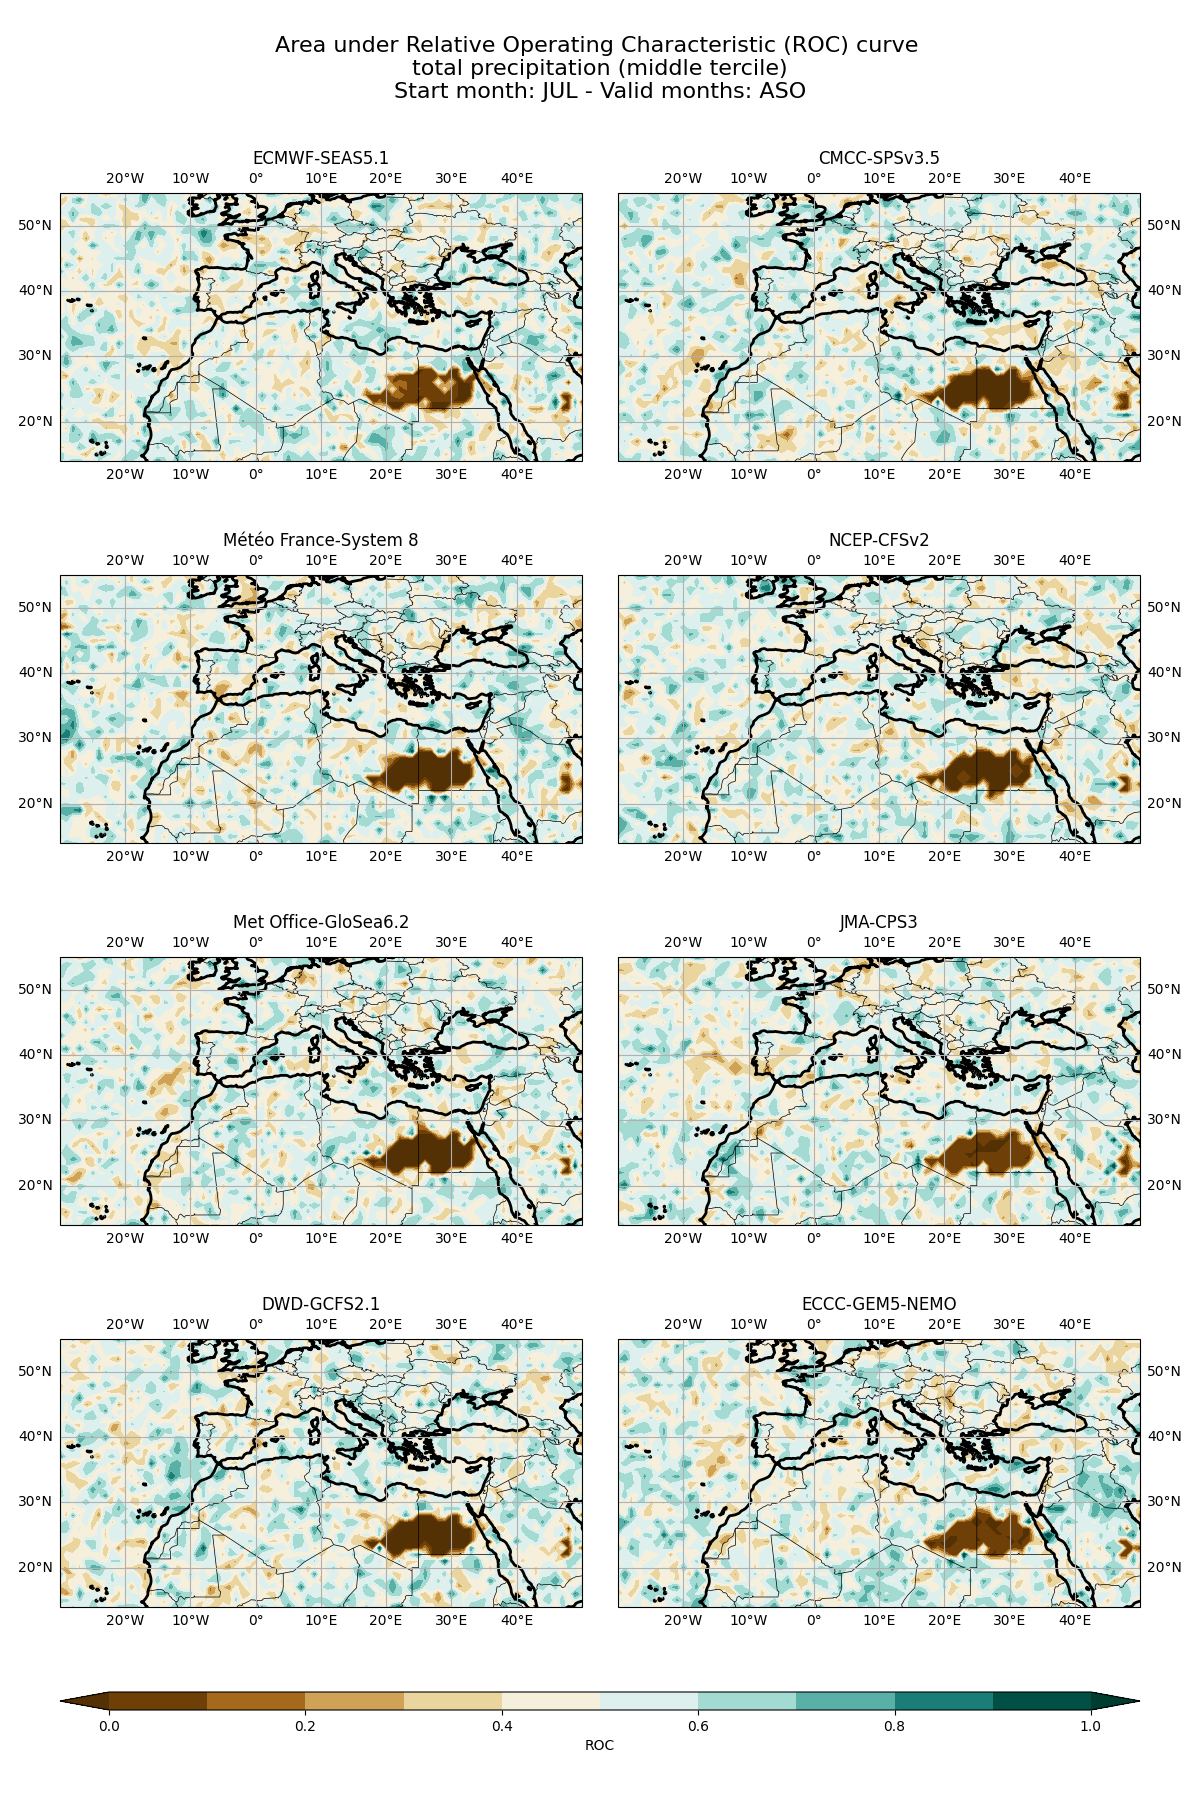 Area under Relative Operating Characteristic (ROC) curve
total precipitation (middle tercile)
Start month: JUL - Valid months: ASO
ECMWF-SEAS5.1
20°W 10°W 0° 10°E 20°E 30°E 40°E
50°N
40°N
30°N
20°N
20°W 10°W 0° 10°E 20°E 30°E 40°E
CMCC-SPSv3.5
20°W 10°W 0° 10°E 20°E 30°E 40°E
50°N
40°N
30°N
20°N
20°W 10°W 0° 10°E 20°E 30°E 40°E
Météo France-System 8
20°W 10°W 0° 10°E 20°E 30°E 40°E
50°N
40°N
30°N
20°N
20°W 10°W 0° 10°E 20°E 30°E 40°E
NCEP-CFSv2
20°W 10°W 0° 10°E 20°E 30°E 40°E
50°N
40°N
30°N
20°N
20°W 10°W 0° 10°E 20°E 30°E 40°E
Met Office-GloSea6.2
20°W 10°W 0° 10°E 20°E 30°E 40°E
50°N
40°N
30°N
20°N
20°W 10°W 0° 10°E 20°E 30°E 40°E
JMA-CPS3
20°W 10°W 0° 10°E 20°E 30°E 40°E
50°N
40°N
30°N
20°N
20°W 10°W 0° 10°E 20°E 30°E 40°E
DWD-GCFS2.1
20°W 10°W 0° 10°E 20°E 30°E 40°E
50°N
40°N
30°N
20°N
20°W 10°W 0° 10°E 20°E 30°E 40°E
ECCC-GEM5-NEMO
20°W 10°W 0° 10°E 20°E 30°E 40°E
50°N
40°N
30°N
20°N
20°W 10°W 0° 10°E 20°E 30°E 40°E
0.0 0.2 0.4 0.6 0.8 1.0
ROC